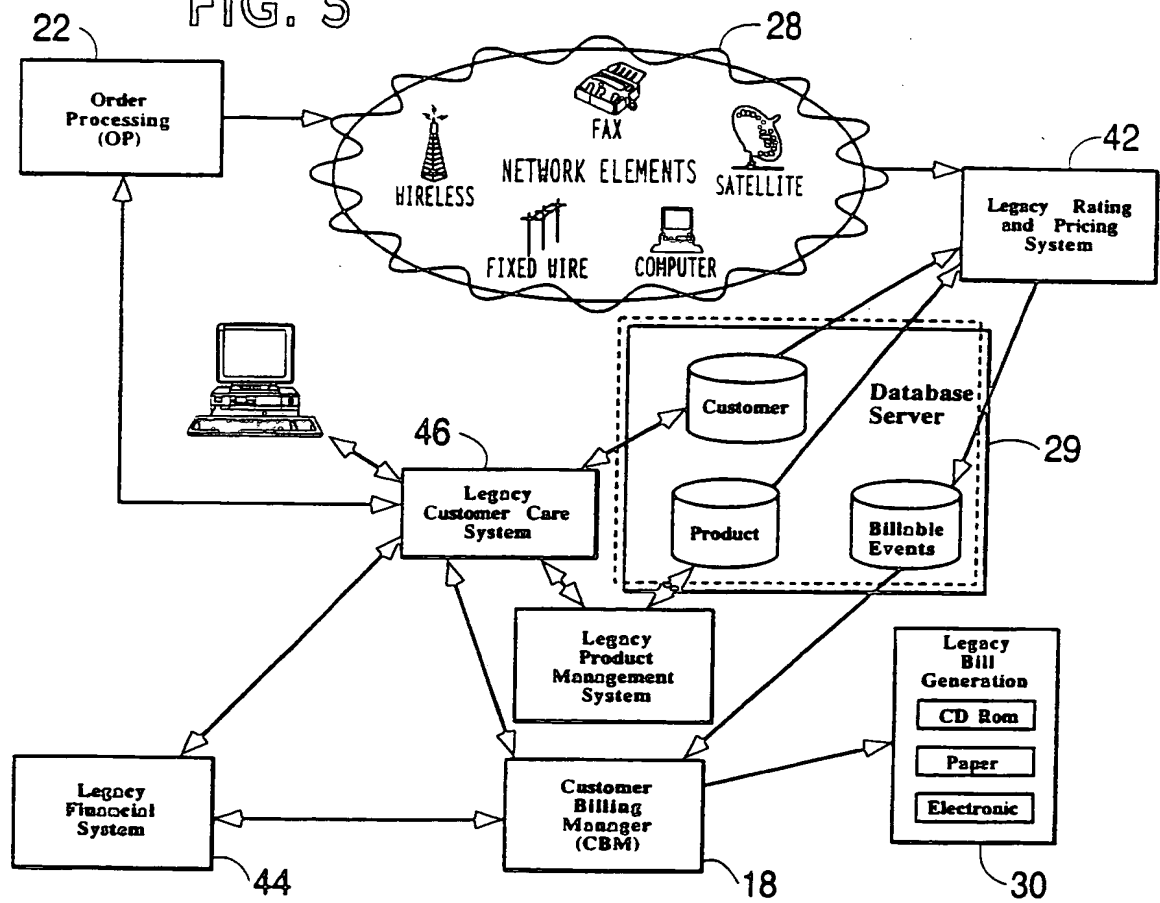 FIG. 5
22
Order
Processing
(OP)
28
FAX
WIRELESS
NETWORK ELEMENTS
SATELLITE
FIXED WIRE
COMPUTER
42
Legacy Rating
and Pricing
System
Customer
Database
Server
29
46
Legacy
Customer Care
System
Product
Billable
Events
Legacy
Product
Management
System
Legacy
Bill
Generation
CD Rom
Paper
Electronic
30
Legacy
Financial
System
44
Customer
Billing
Manager
(CBM)
18